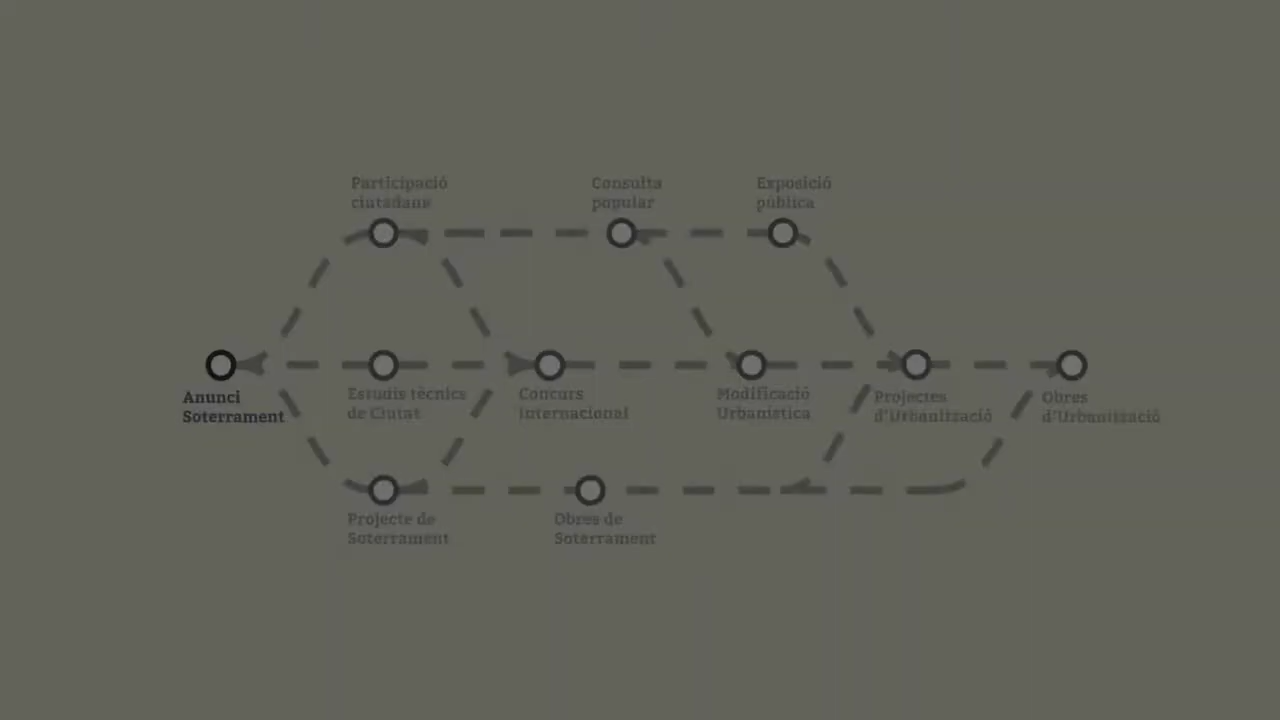 Participació
ciutadana
Consulta
popular
Exposició
pública
Anunci
Soterrament
Estudis tècnics
de Ciutat
Concurs
internacional
Modificació
Urbanística
Projectes
d'Urbanització
Obres
d'Urbanització
Projecte de
Soterrament
Obres de
Soterrament